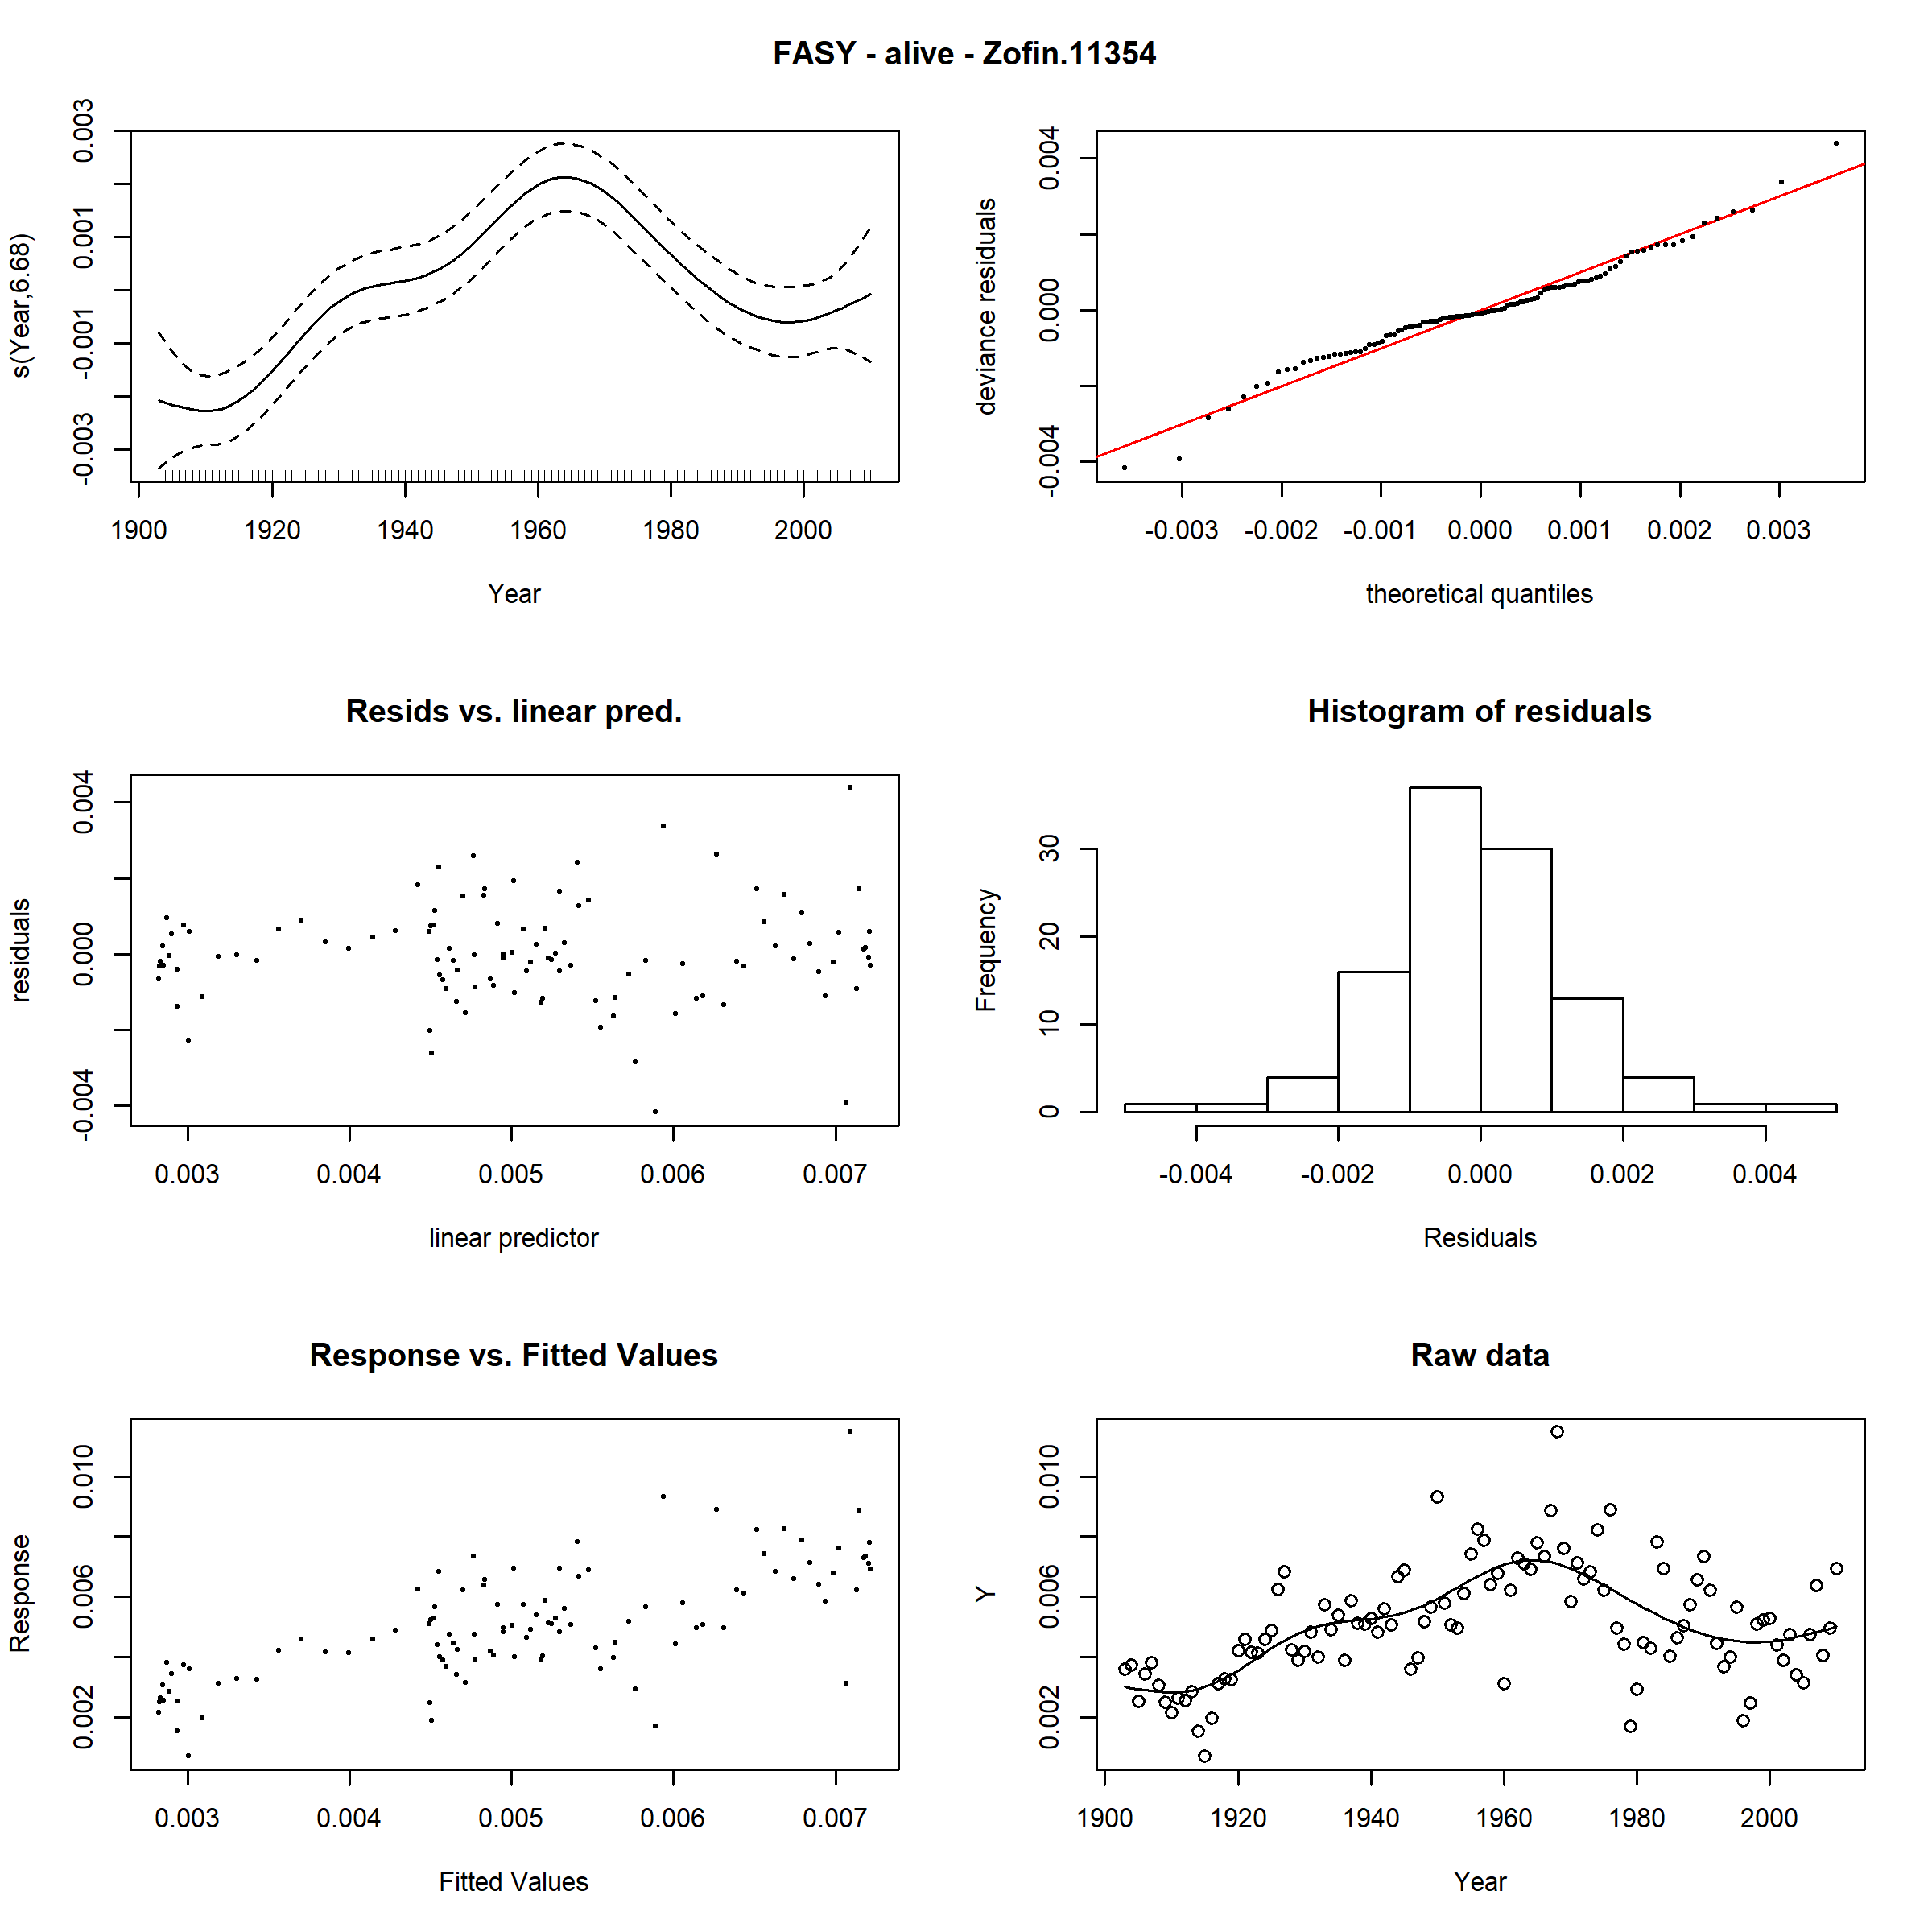 FASY - alive - Zofin.11354
s(Year,6.68)
-0.003 -0.001 0.001 0.003
1900 1920 1940 1960 1980 2000
Year
deviance residuals
-0.004 0.000 0.004
-0.003 -0.002 -0.001 0.000 0.001 0.002 0.003
theoretical quantiles
Resids vs. linear pred.
residuals
-0.004 0.000 0.004
0.003 0.004 0.005 0.006 0.007
linear predictor
Histogram of residuals
Frequency
0 10 20 30
-0.004 -0.002 0.000 0.002 0.004
Residuals
Response vs. Fitted Values
Response
0.002 0.006 0.010
0.003 0.004 0.005 0.006 0.007
Fitted Values
Raw data
Y
0.002 0.006 0.010
1900 1920 1940 1960 1980 2000
Year